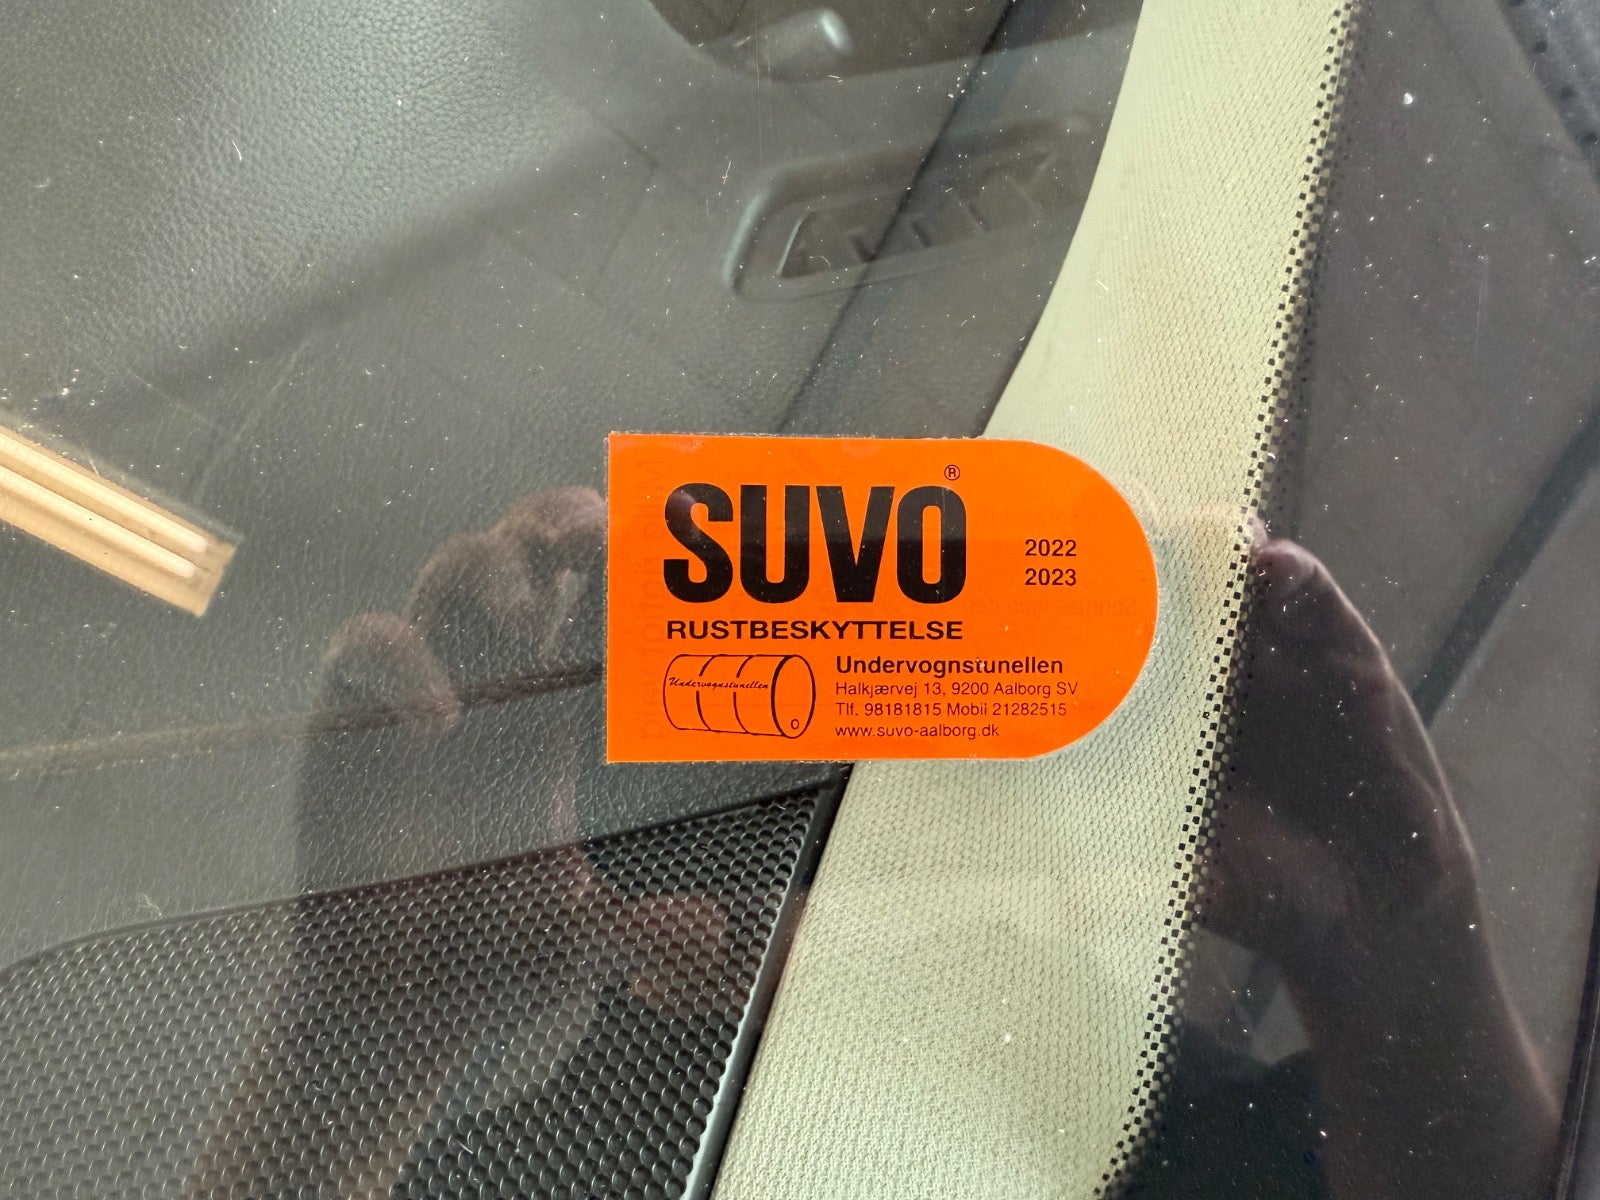 SUVO®
2022
2023
RUSTBESKYTTELSE
Undervognstunellen
Undervognstunellen
Halkjærvej 13, 9200 Aalborg SV
Tlf. 98181815 Mobil 21282515
www.suvo-aalborg.dk